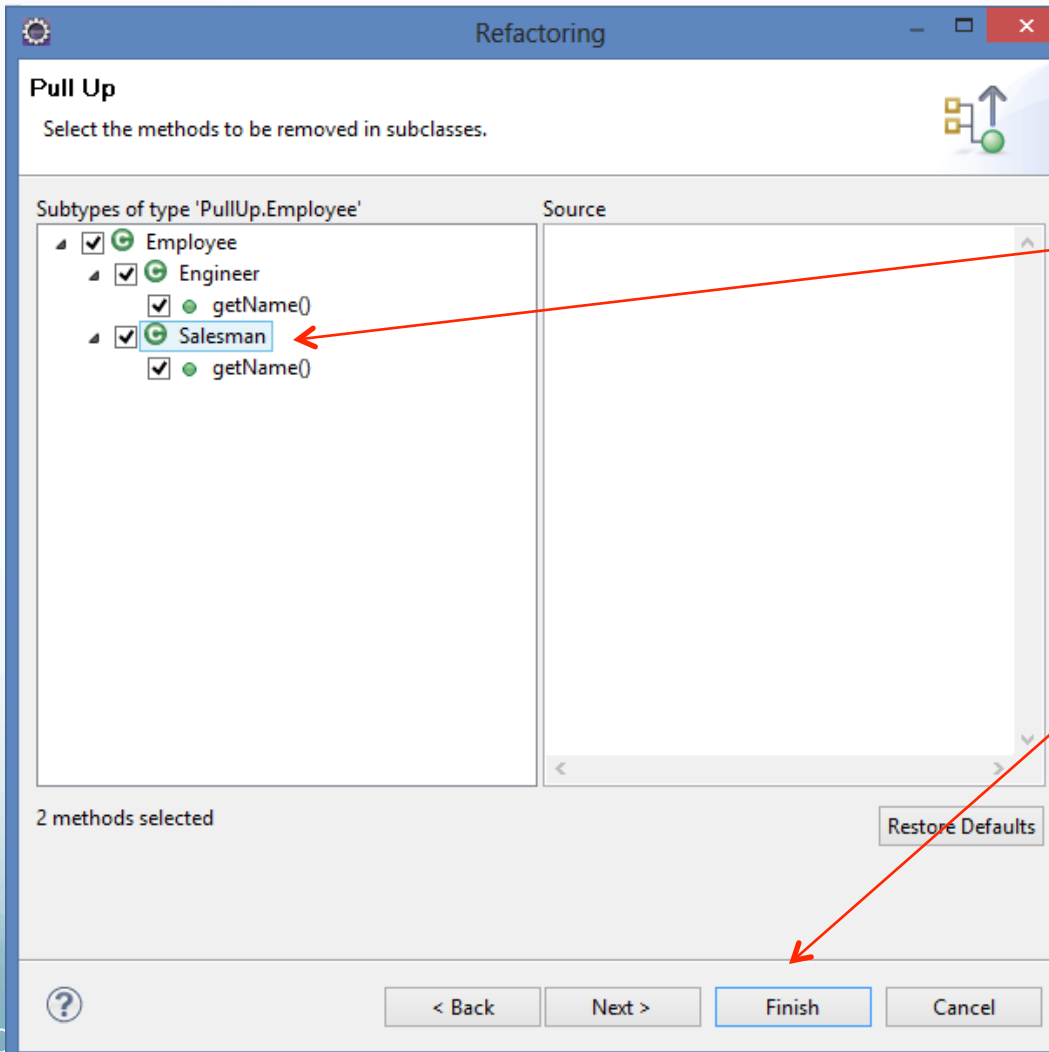 Refactoring
Pull Up
Select the methods to be removed in subclasses.
Subtypes of type 'PullUp.Employee'
Source
Employee
Engineer
getName()
Salesman
getName()
2 methods selected
Restore Defaults
< Back
Next >
Finish
Cancel